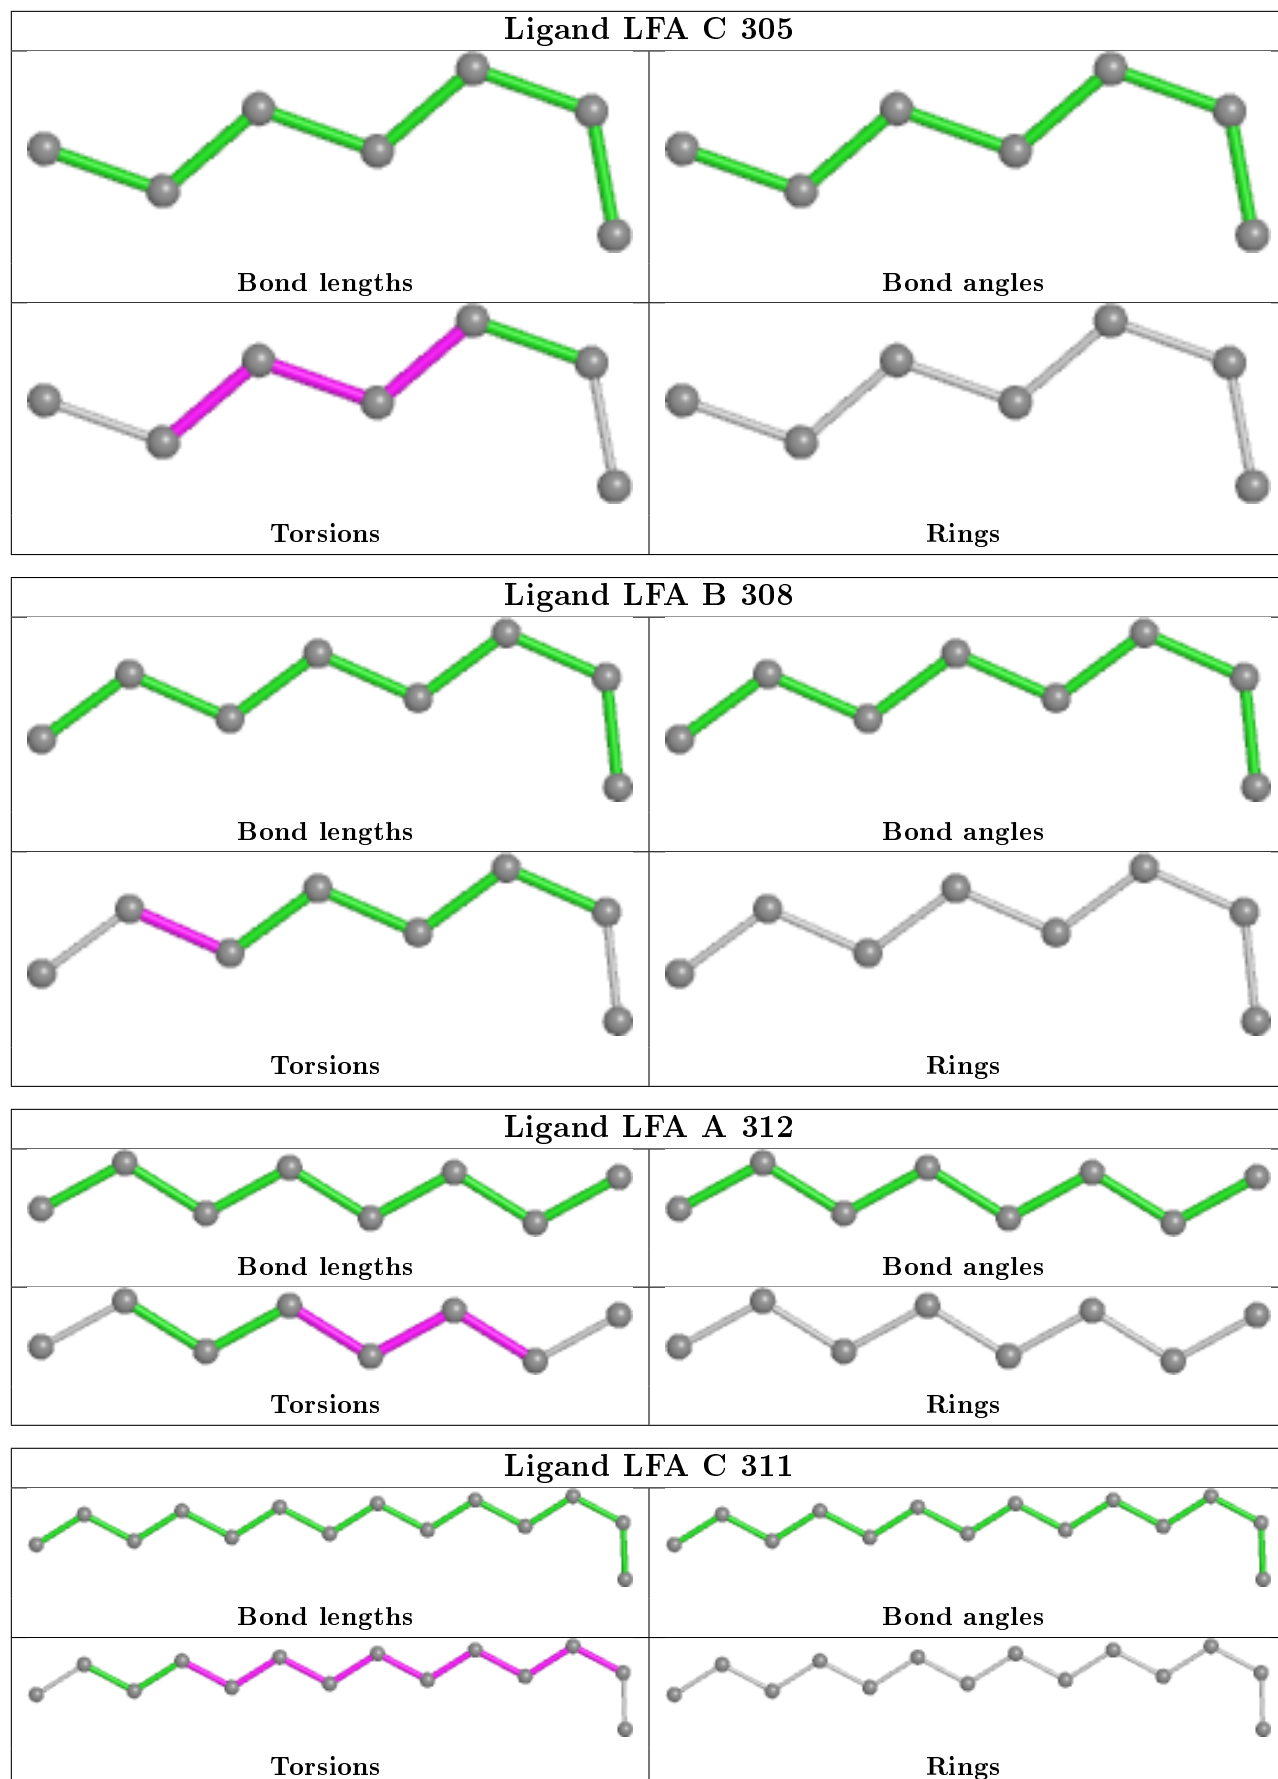 Ligand LFA C 305
Bond lengths
Bond angles
Torsions
Rings
Ligand LFA B 308
Bond lengths
Bond angles
Torsions
Rings
Ligand LFA A 312
Bond lengths
Bond angles
Torsions
Rings
Ligand LFA C 311
Bond lengths
Bond angles
Torsions
Rings